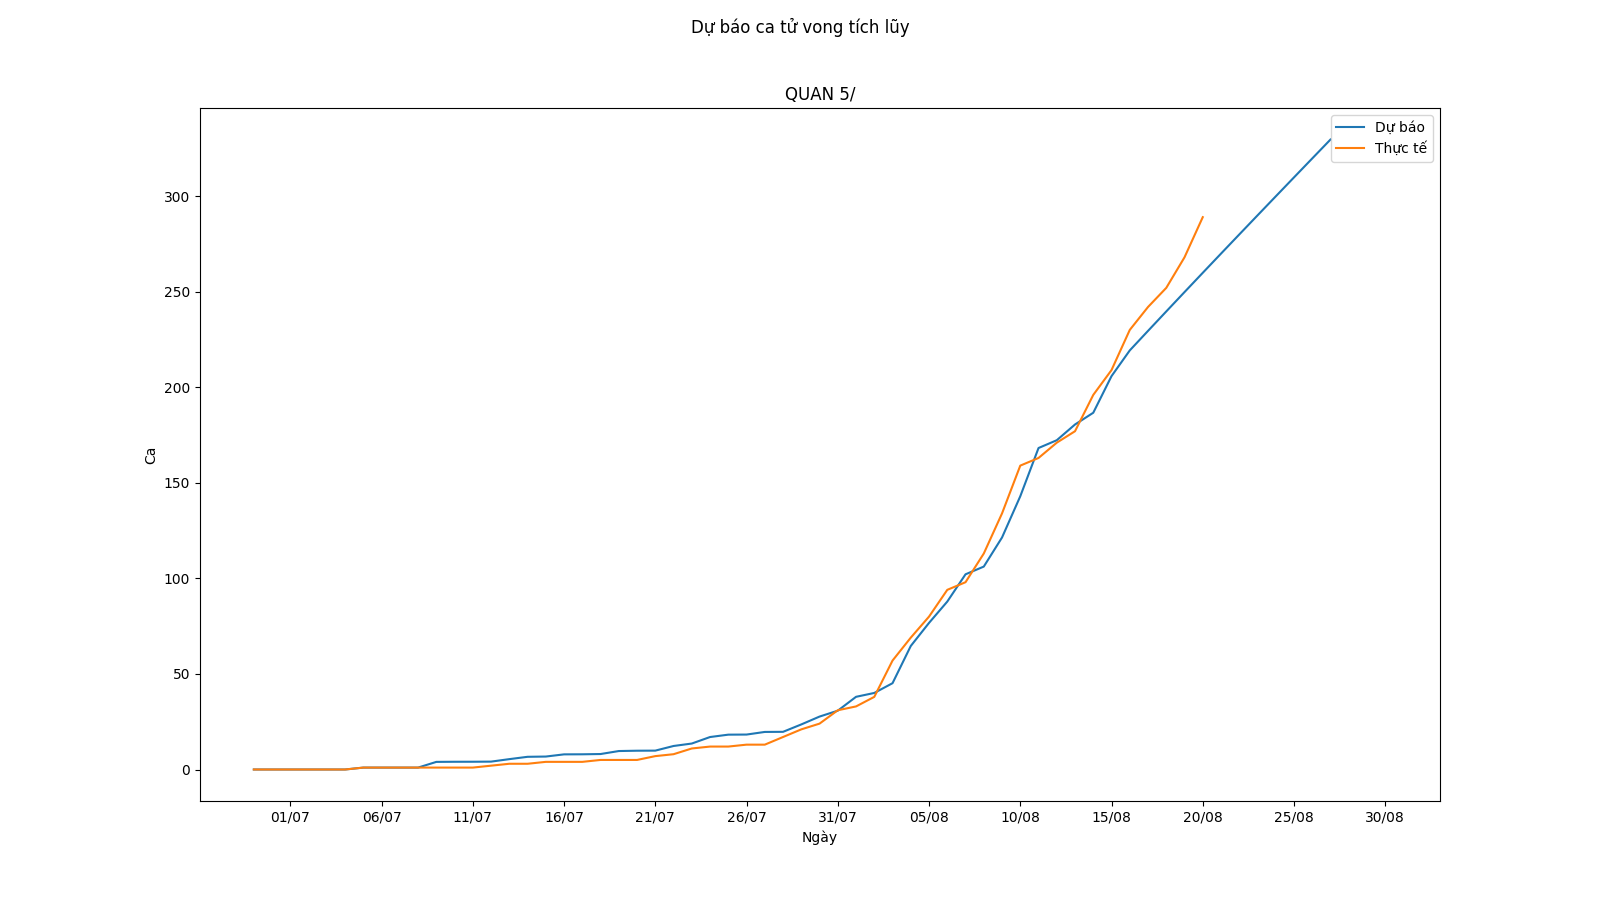 Dự báo ca tử vong tích lũy
QUAN 5/
Dự báo
Thực tế
300
250
200
150
100
50
0
Ca
01/07 06/07 11/07 16/07 21/07 26/07 31/07 05/08 10/08 15/08 20/08 25/08 30/08
Ngày